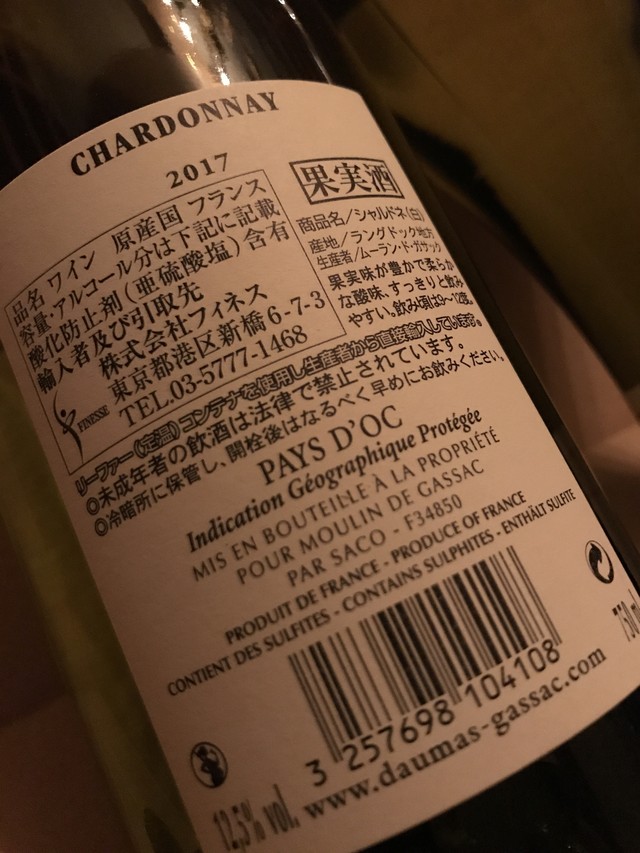 CHARDONNAY
2017
品名 ワイン 原産国 フランス
容量・アルコール分は下記に記載
酸化防止剤(亜硫酸塩)含有
輸入者及び引取先
株式会社フィネス
東京都港区新橋6-7-3
TEL.03-5777-1468
FINESSE
果実酒
商品名/シャルドネ(白)
産地/ラングドック地方
生産者/ムーラン・ド・ガサック
果実味が豊かで柔らか
な酸味、すっきりと飲み
やすい。飲み頃は9〜12度。
リーファー(定温)コンテナを使用し生産者から直接輸入しています。
◎未成年者の飲酒は法律で禁止されています。
◎冷暗所に保管し、開栓後はなるべく早めにお飲みください。
PAYS D'OC
Indication Géographique Protégée
MIS EN BOUTEILLE À LA PROPRIÉTÉ
POUR MOULIN DE GASSAC
PAR SACO - F34850
PRODUIT DE FRANCE - PRODUCE OF FRANCE
CONTIENT DES SULFITES - CONTAINS SULPHITES - ENTHÄLT SULFITE
3 257698 104108
12,5% vol.
www.daumas-gassac.com
750 ml